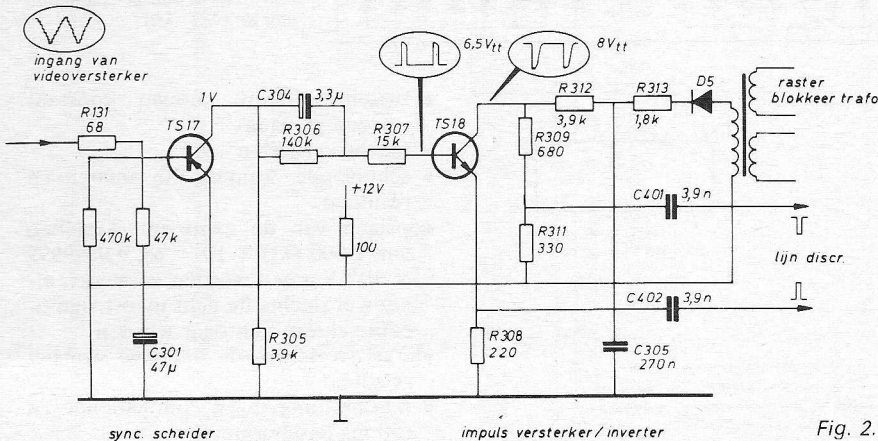 ingang van
videoversterker
R131
68
TS17
1V
C304
3,3µ
R306
140k
R307
15k
6,5Vtt
TS18
8Vtt
R312
3,9k
R313
1,8k
D5
raster
blokkeer trafo
R309
680
+12V
100
C401
3,9n
470k
47k
R311
330
lijn discr.
C402
3,9n
C301
47µ
R305
3,9k
R308
220
C305
270n
sync. scheider
impuls versterker / inverter
Fig. 2.